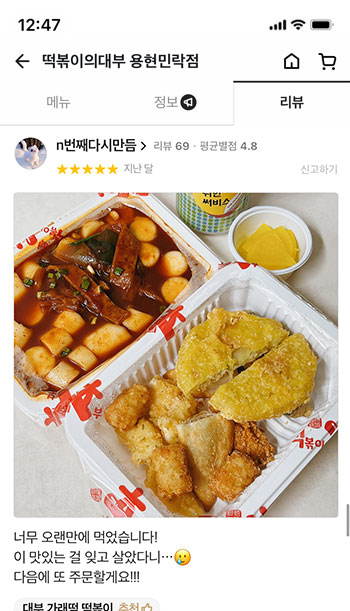 12:47
떡볶이의대부 용현민락점
메뉴
정보
리뷰
n번째다시만듬 > 리뷰 69 · 평균별점 4.8
★★★★★ 지난 달
신고하기
떡볶이
너무 오랜만에 먹었습니다!
이 맛있는 걸 잊고 살았다니…🥲
다음에 또 주문할게요!!!
대부 가래떡 떡볶이 추천👍